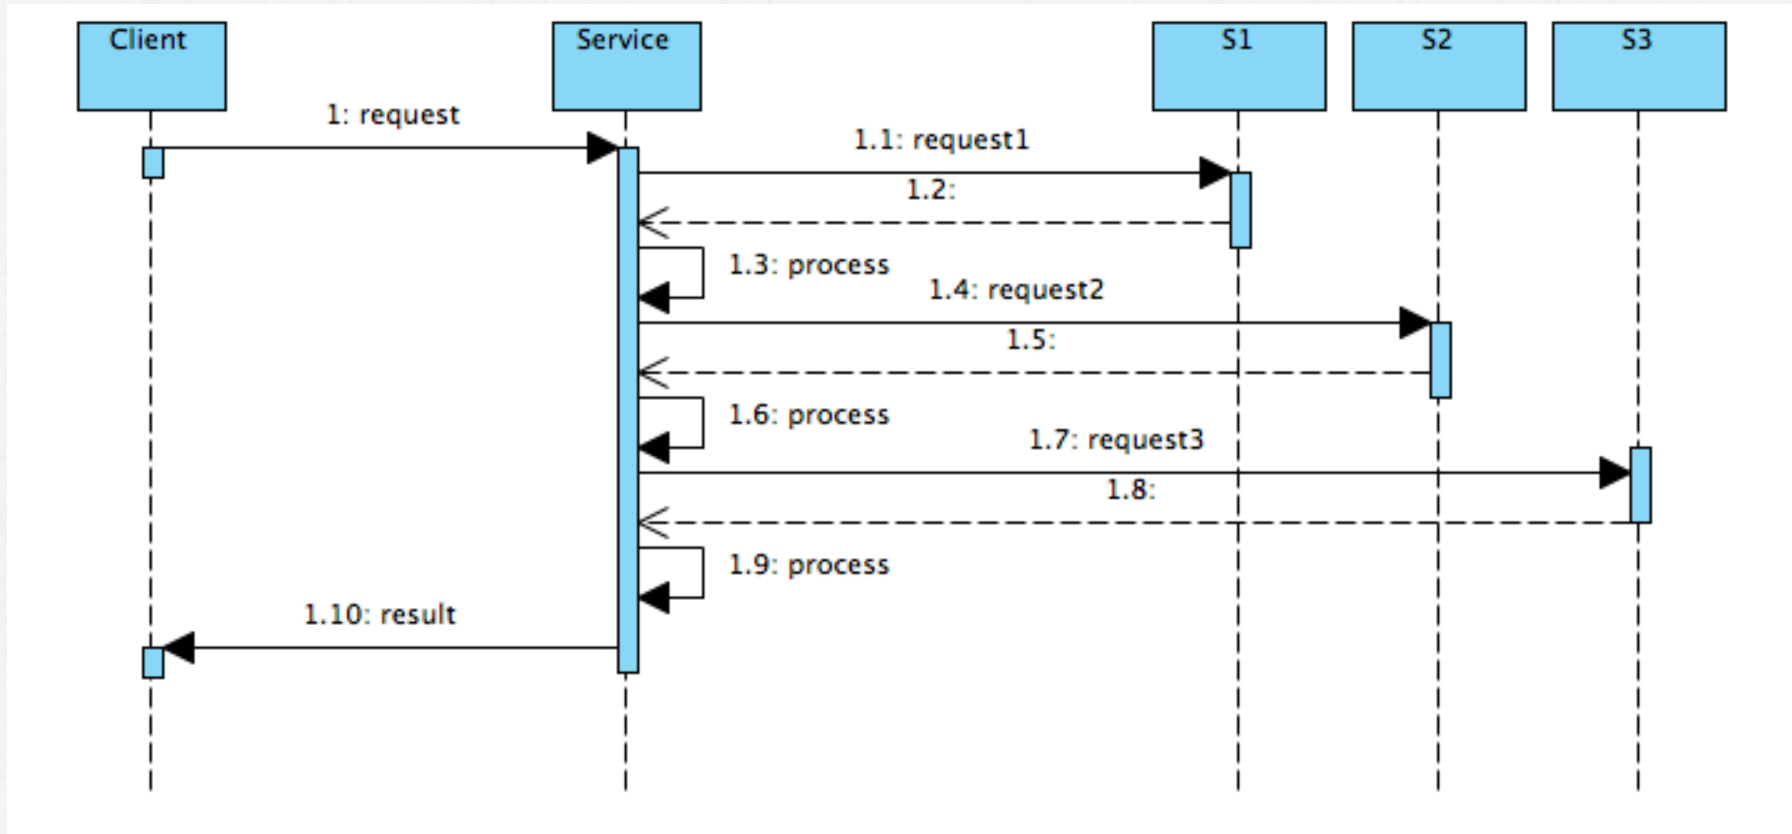 Client
Service
S1
S2
S3
1: request
1.1: request1
1.2:
1.3: process
1.4: request2
1.5:
1.6: process
1.7: request3
1.8:
1.9: process
1.10: result